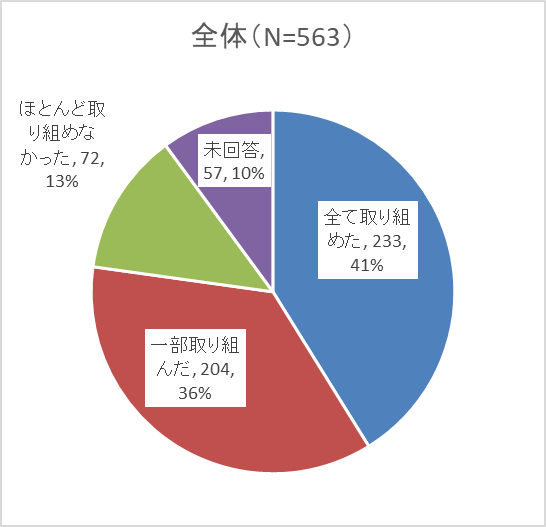 全体（N=563）
ほとんど取
り組めな
かった, 72,
13%
未回答,
57, 10%
全て取り組
めた, 233,
41%
一部取り組
んだ, 204,
36%